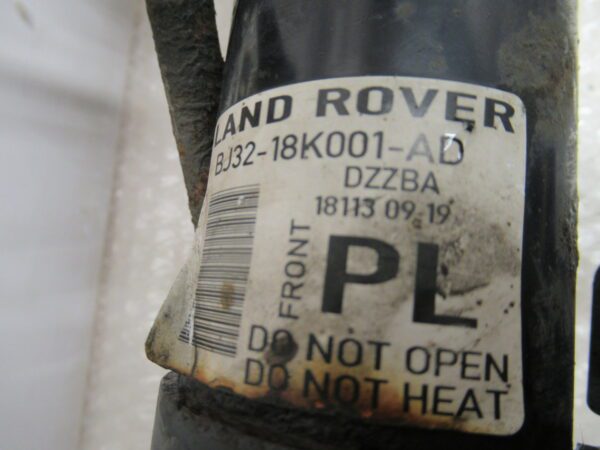 LAND ROVER
BJ32-18K001-AD
DZZBA
18113 09-19
FRONT
PL
DO NOT OPEN
DO NOT HEAT